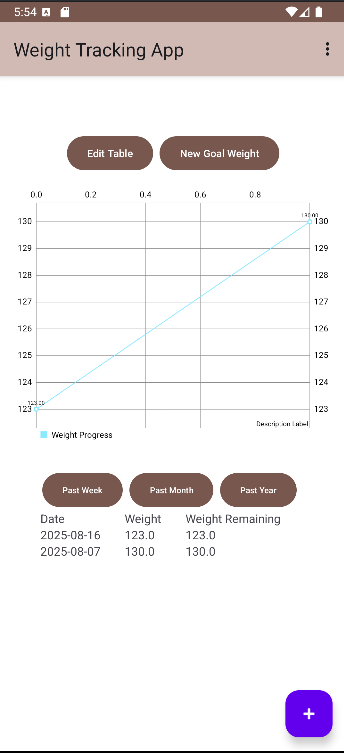 5:54
Weight Tracking App
Edit Table New Goal Weight
0.0 0.2 0.4 0.6 0.8
130.00
130 130
129 129
128 128
127 127
126 126
125 125
124 124
123.00
123 123
Description Label
Weight Progress
Past Week Past Month Past Year
Date Weight Weight Remaining
2025-08-16 123.0 123.0
2025-08-07 130.0 130.0
+